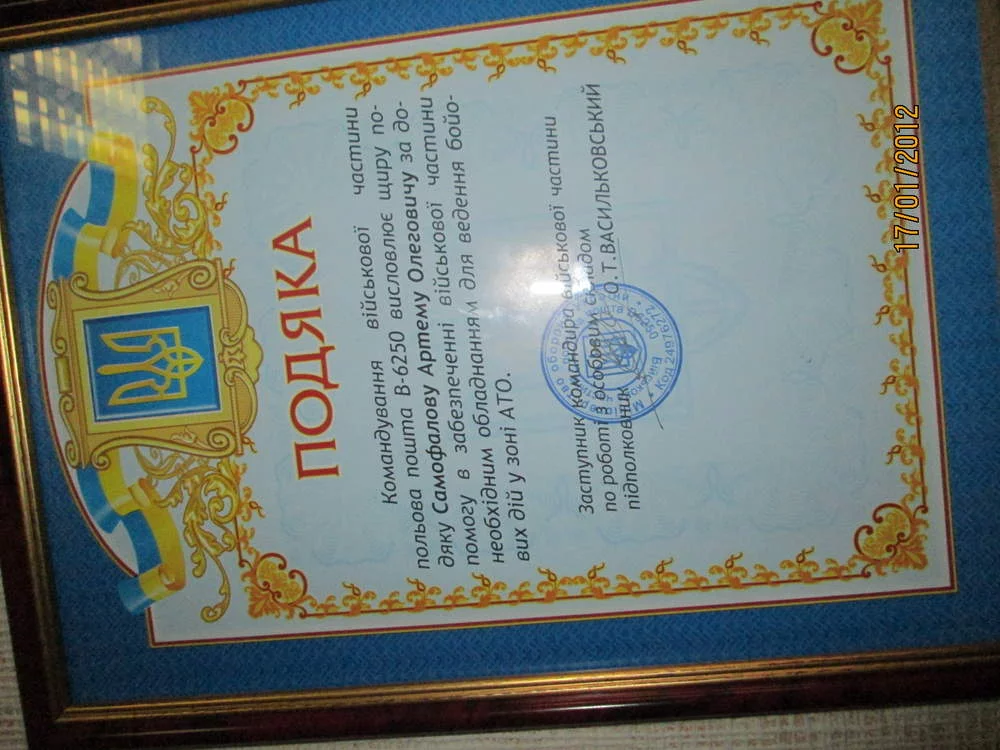 ПОДЯКА
Командування військової частини
польова пошта В-6250 висловлює щиру по-
дяку Самофалову Артему Олеговичу за до-
помогу в забезпеченні військової частини
необхідним обладнанням для ведення бойо-
вих дій у зоні АТО.
Заступник командира військової частини
по роботі з особовим складом
підполковник О.Т.ВАСИЛЬКОВСЬКИЙ
Код 24976272
17/01/2012